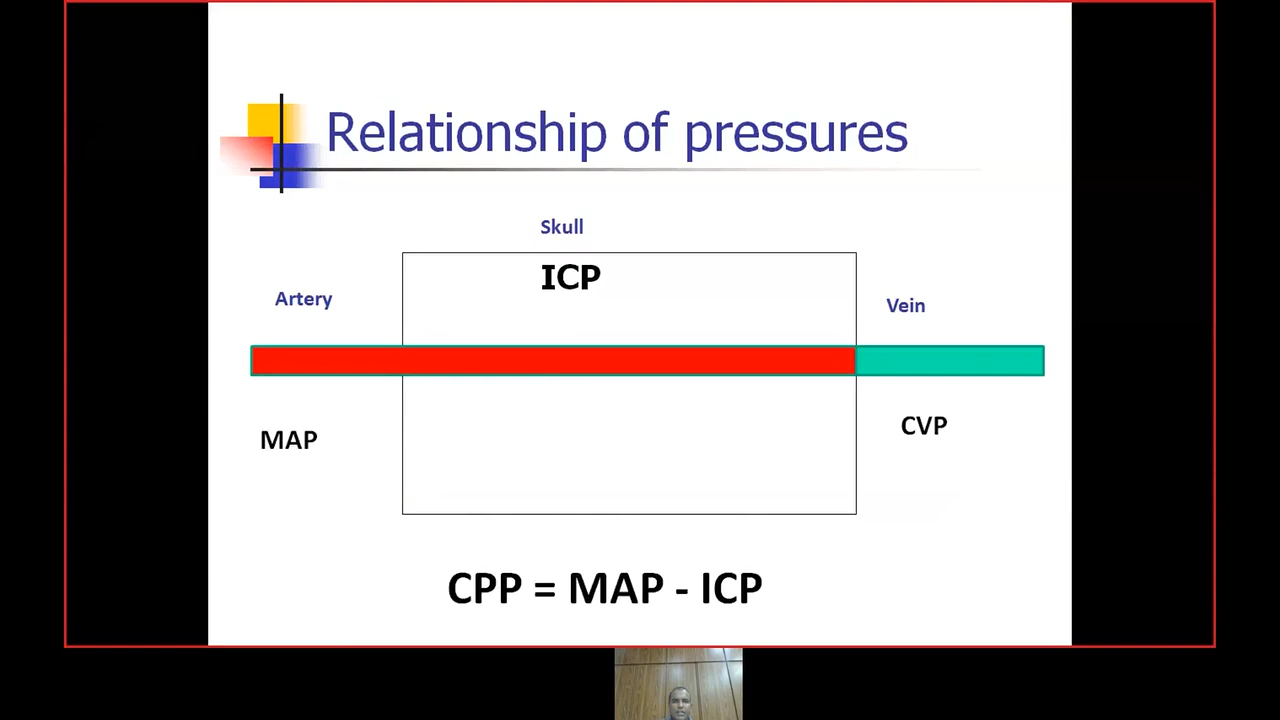 Relationship of pressures
Skull
ICP
Artery
Vein
MAP
CVP
CPP = MAP - ICP